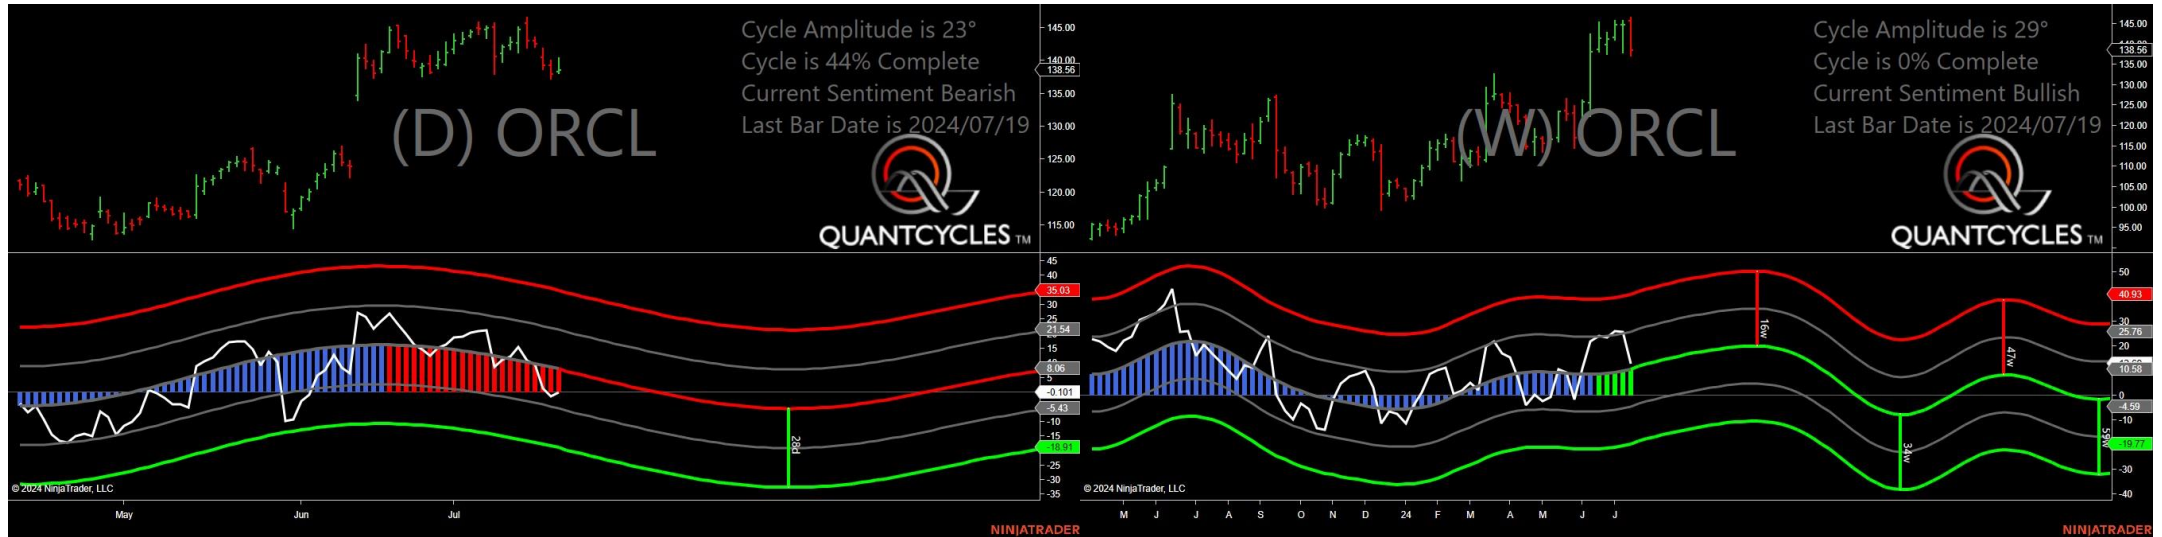 Cycle Amplitude is 23°
Cycle is 44% Complete
Current Sentiment Bearish
Last Bar Date is 2024/07/19
(D) ORCL
QUANTCYCLES TM
145.00
140.00
138.56
135.00
130.00
125.00
120.00
115.00
45
40
35.03
30
25
21.54
15
8.06
5
-0.101
-5.43
-10
-15
-18.91
-25
-30
-35
28d
© 2024 NinjaTrader, LLC
May
Jun
Jul
NINJATRADER
Cycle Amplitude is 29°
Cycle is 0% Complete
Current Sentiment Bullish
Last Bar Date is 2024/07/19
(W) ORCL
QUANTCYCLES TM
145.00
138.56
135.00
130.00
125.00
120.00
115.00
110.00
105.00
100.00
95.00
50
40.93
30
25.76
20
10.58
0
-4.59
-10
-19.77
-30
-40
16w
34w
47w
59w
© 2024 NinjaTrader, LLC
M J J A S O N D 24 F M A M J J
NINJATRADER